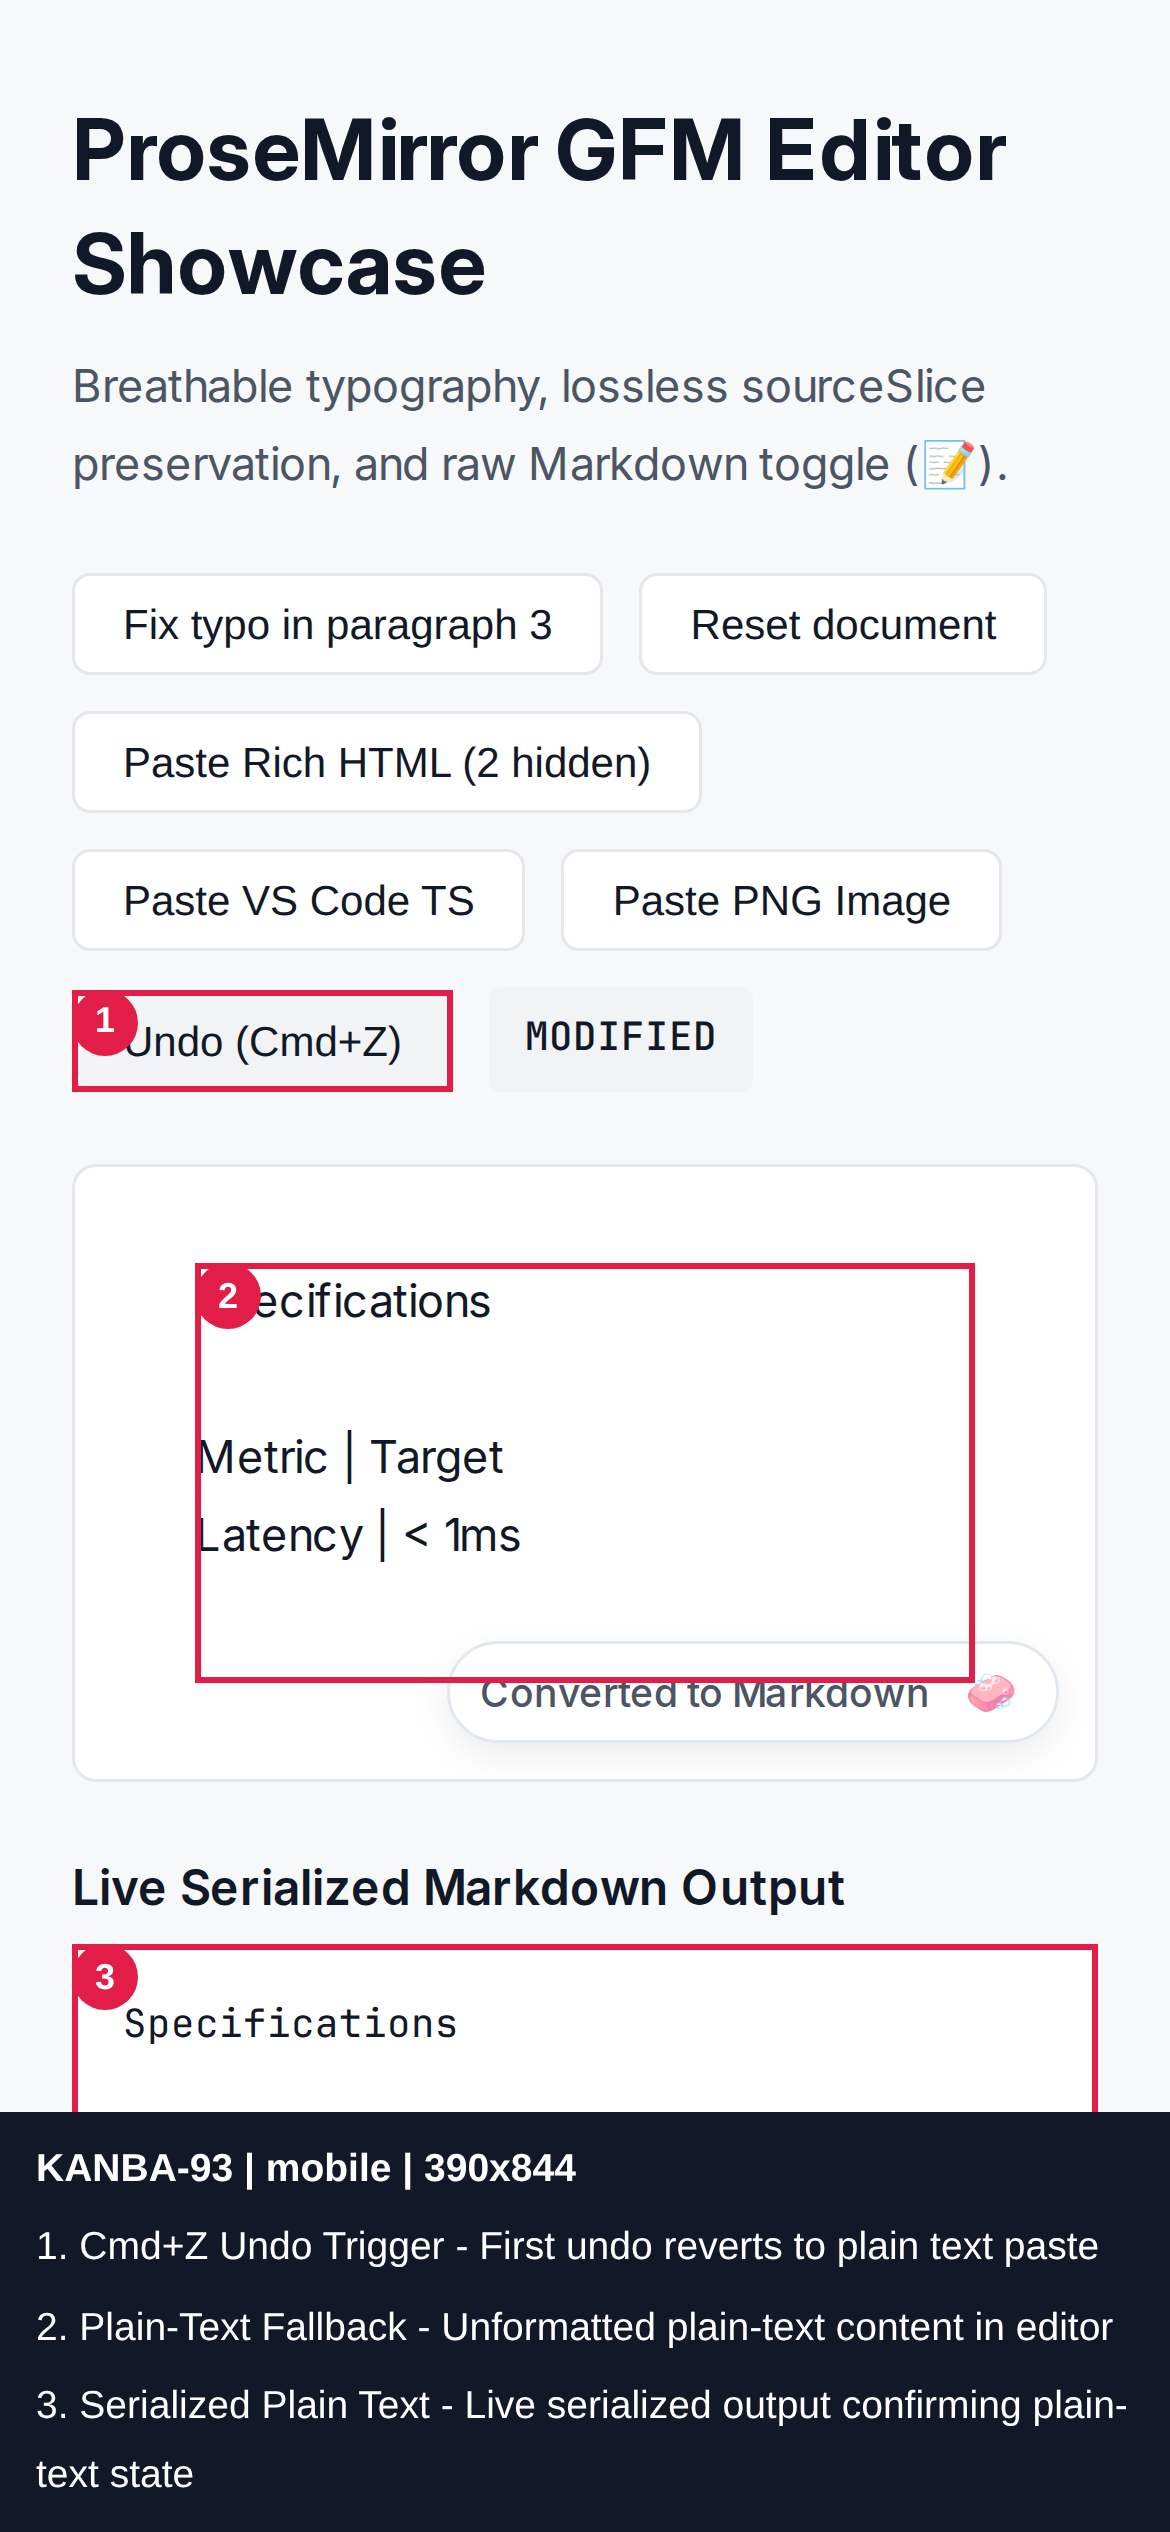 ProseMirror GFM Editor
Showcase
Breathable typography, lossless sourceSlice
preservation, and raw Markdown toggle (📝).
Fix typo in paragraph 3
Reset document
Paste Rich HTML (2 hidden)
Paste VS Code TS
Paste PNG Image
1
Undo (Cmd+Z)
MODIFIED
2
ecifications
Metric | Target
Latency | < 1ms
Converted to Markdown 🧼
Live Serialized Markdown Output
3
Specifications
KANBA-93 | mobile | 390x844
1. Cmd+Z Undo Trigger - First undo reverts to plain text paste
2. Plain-Text Fallback - Unformatted plain-text content in editor
3. Serialized Plain Text - Live serialized output confirming plain-
text state